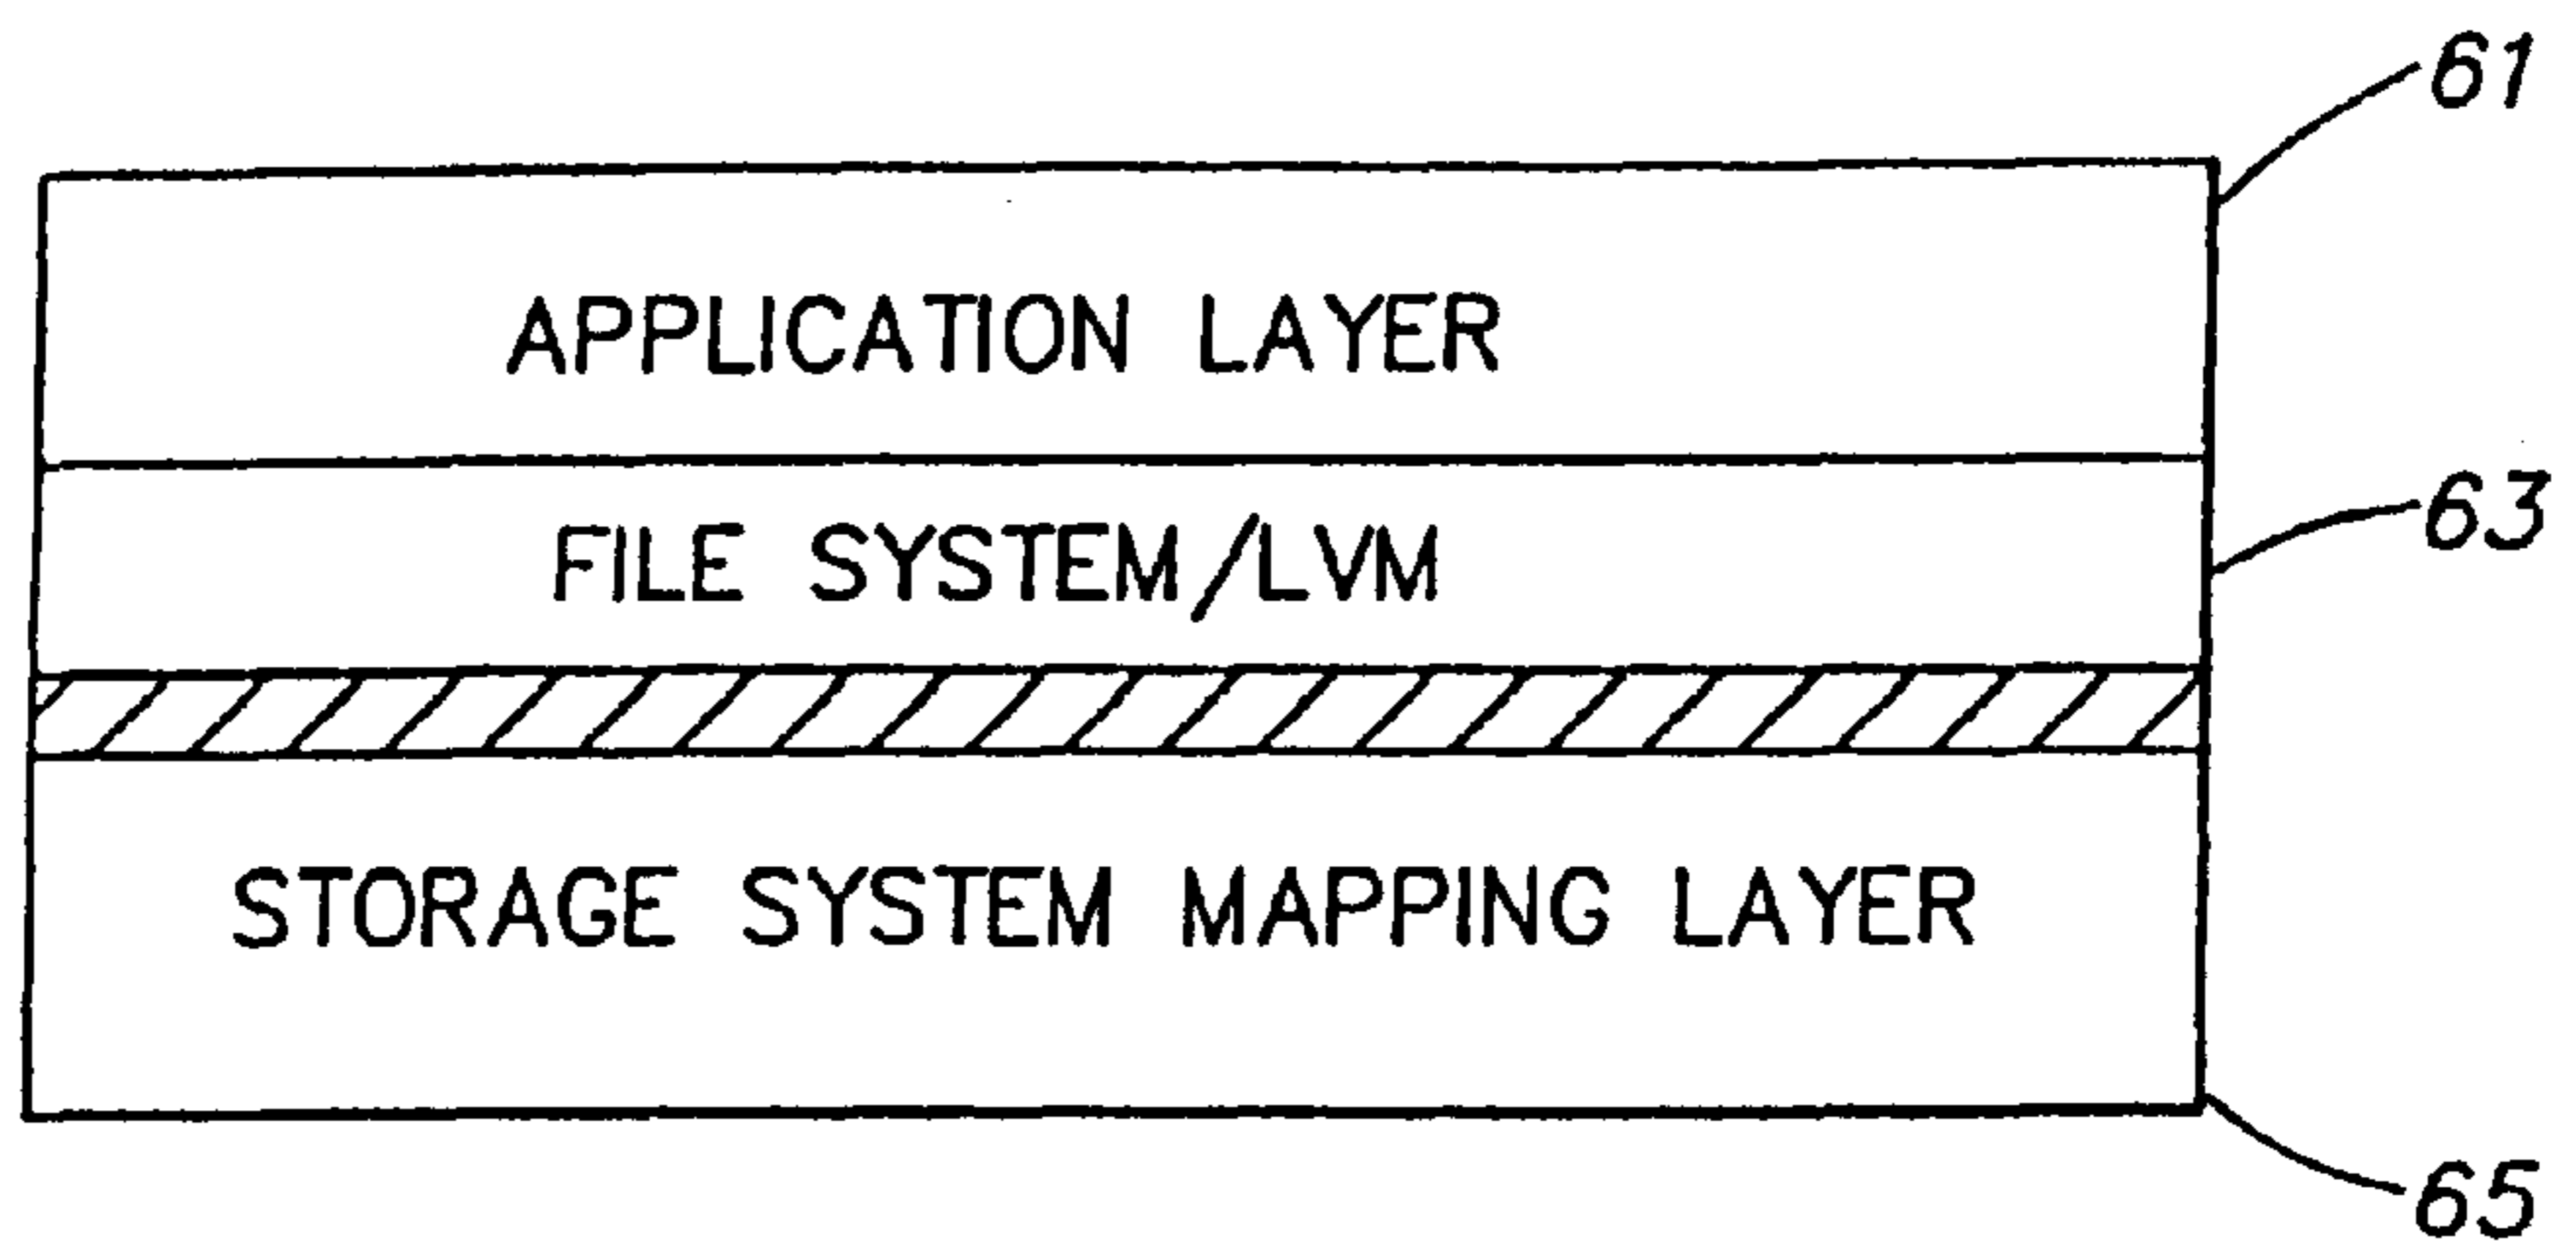 61
APPLICATION LAYER
63
FILE SYSTEM/LVM
STORAGE SYSTEM MAPPING LAYER
65